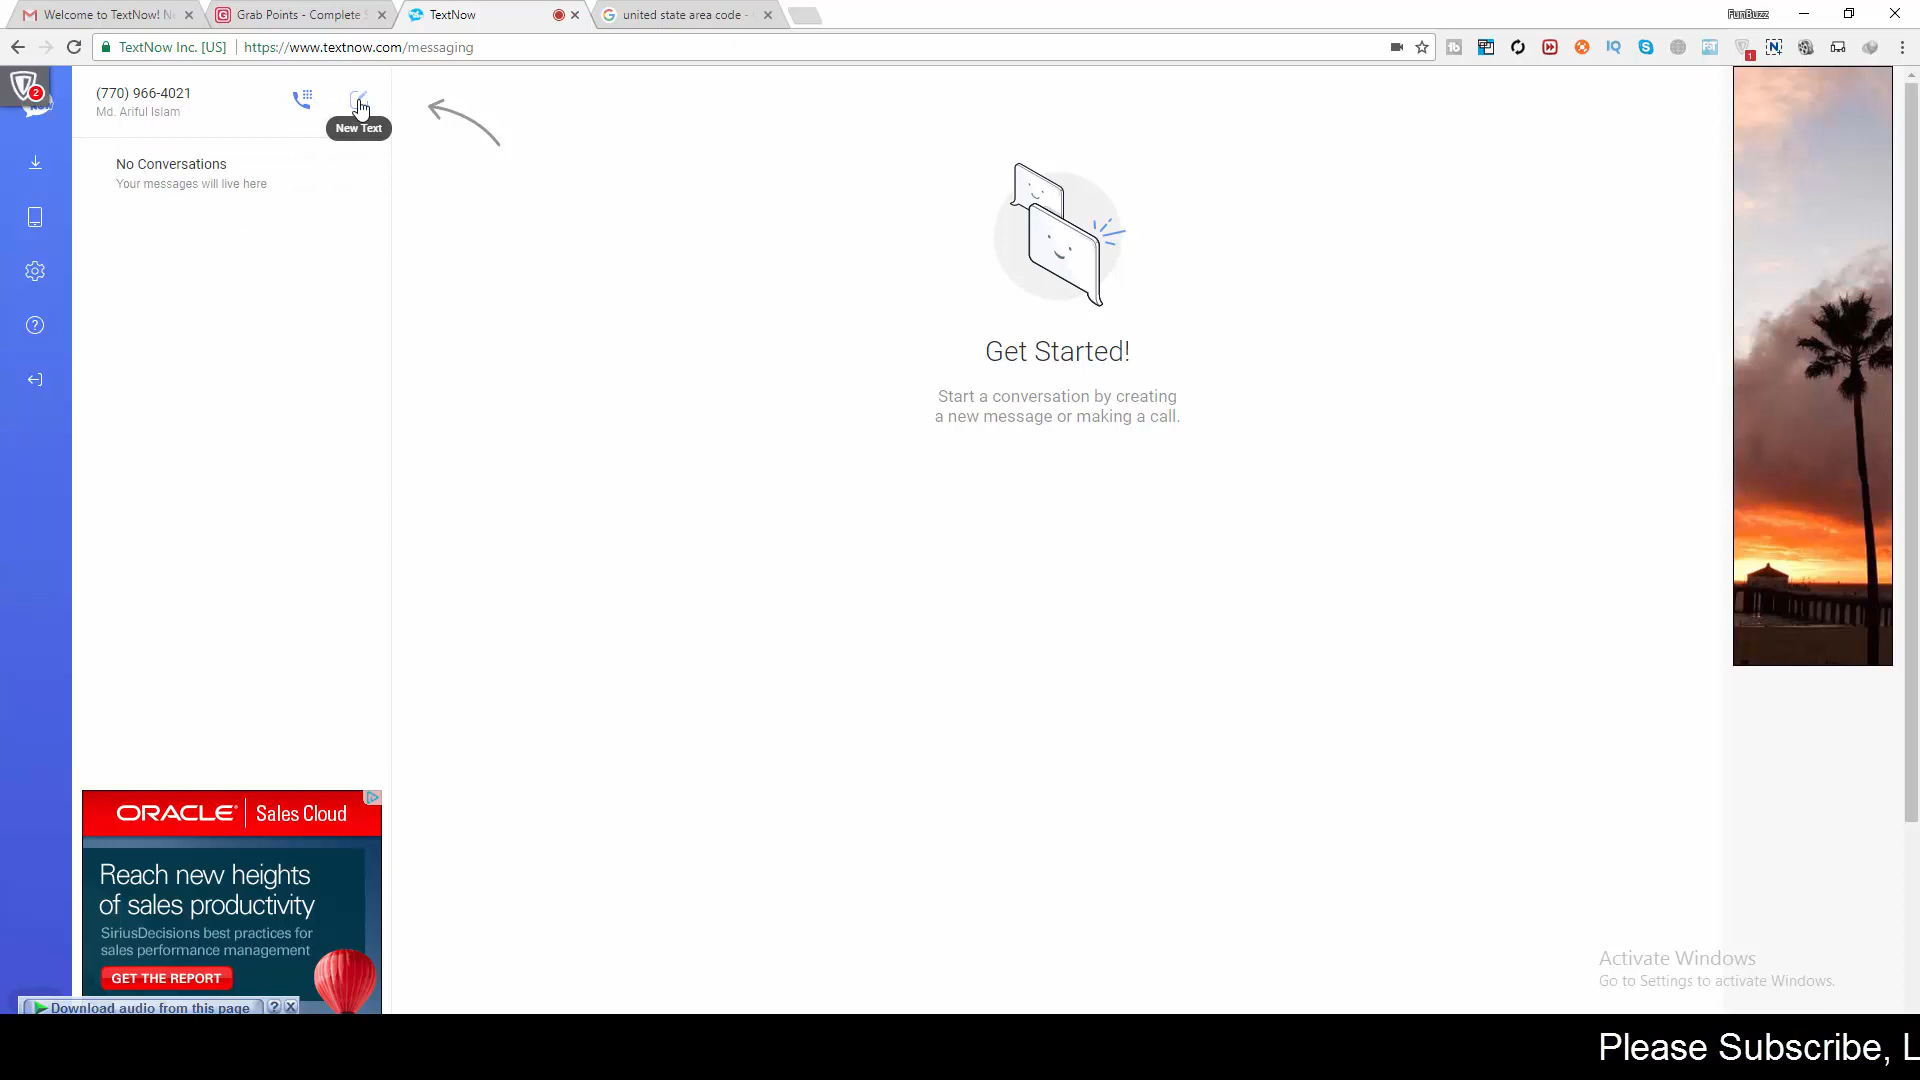 Welcome to TextNow! N
Grab Points - Complete S
TextNow
united state area code -
FunBuzz
TextNow Inc. [US]
https://www.textnow.com/messaging
1
2
(770) 966-4021
Md. Ariful Islam
New Text
No Conversations
Your messages will live here
Get Started!
Start a conversation by creating
a new message or making a call.
ORACLE Sales Cloud
Reach new heights
of sales productivity
SiriusDecisions best practices for
sales performance management
GET THE REPORT
Download audio from this page
Activate Windows
Go to Settings to activate Windows.
Please Subscribe, L